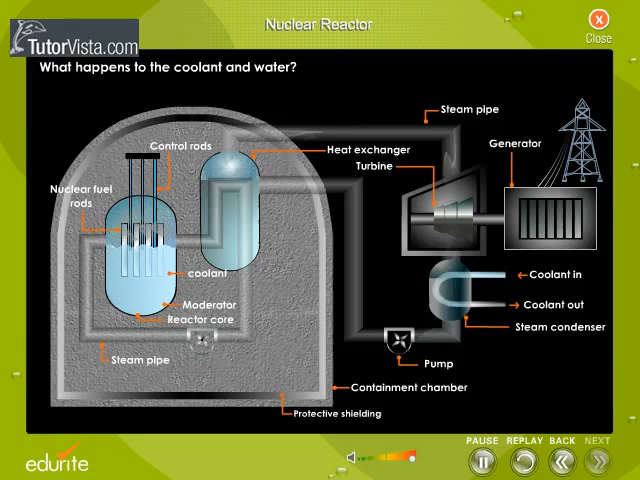 Nuclear Reactor
X
Close
TutorVista.com
What happens to the coolant and water?
Steam pipe
Control rods
Heat exchanger
Generator
Turbine
Nuclear fuel
rods
coolant
Coolant in
Moderator
Coolant out
Reactor core
Steam condenser
Steam pipe
Pump
Containment chamber
Protective shielding
PAUSE REPLAY BACK NEXT
edurite